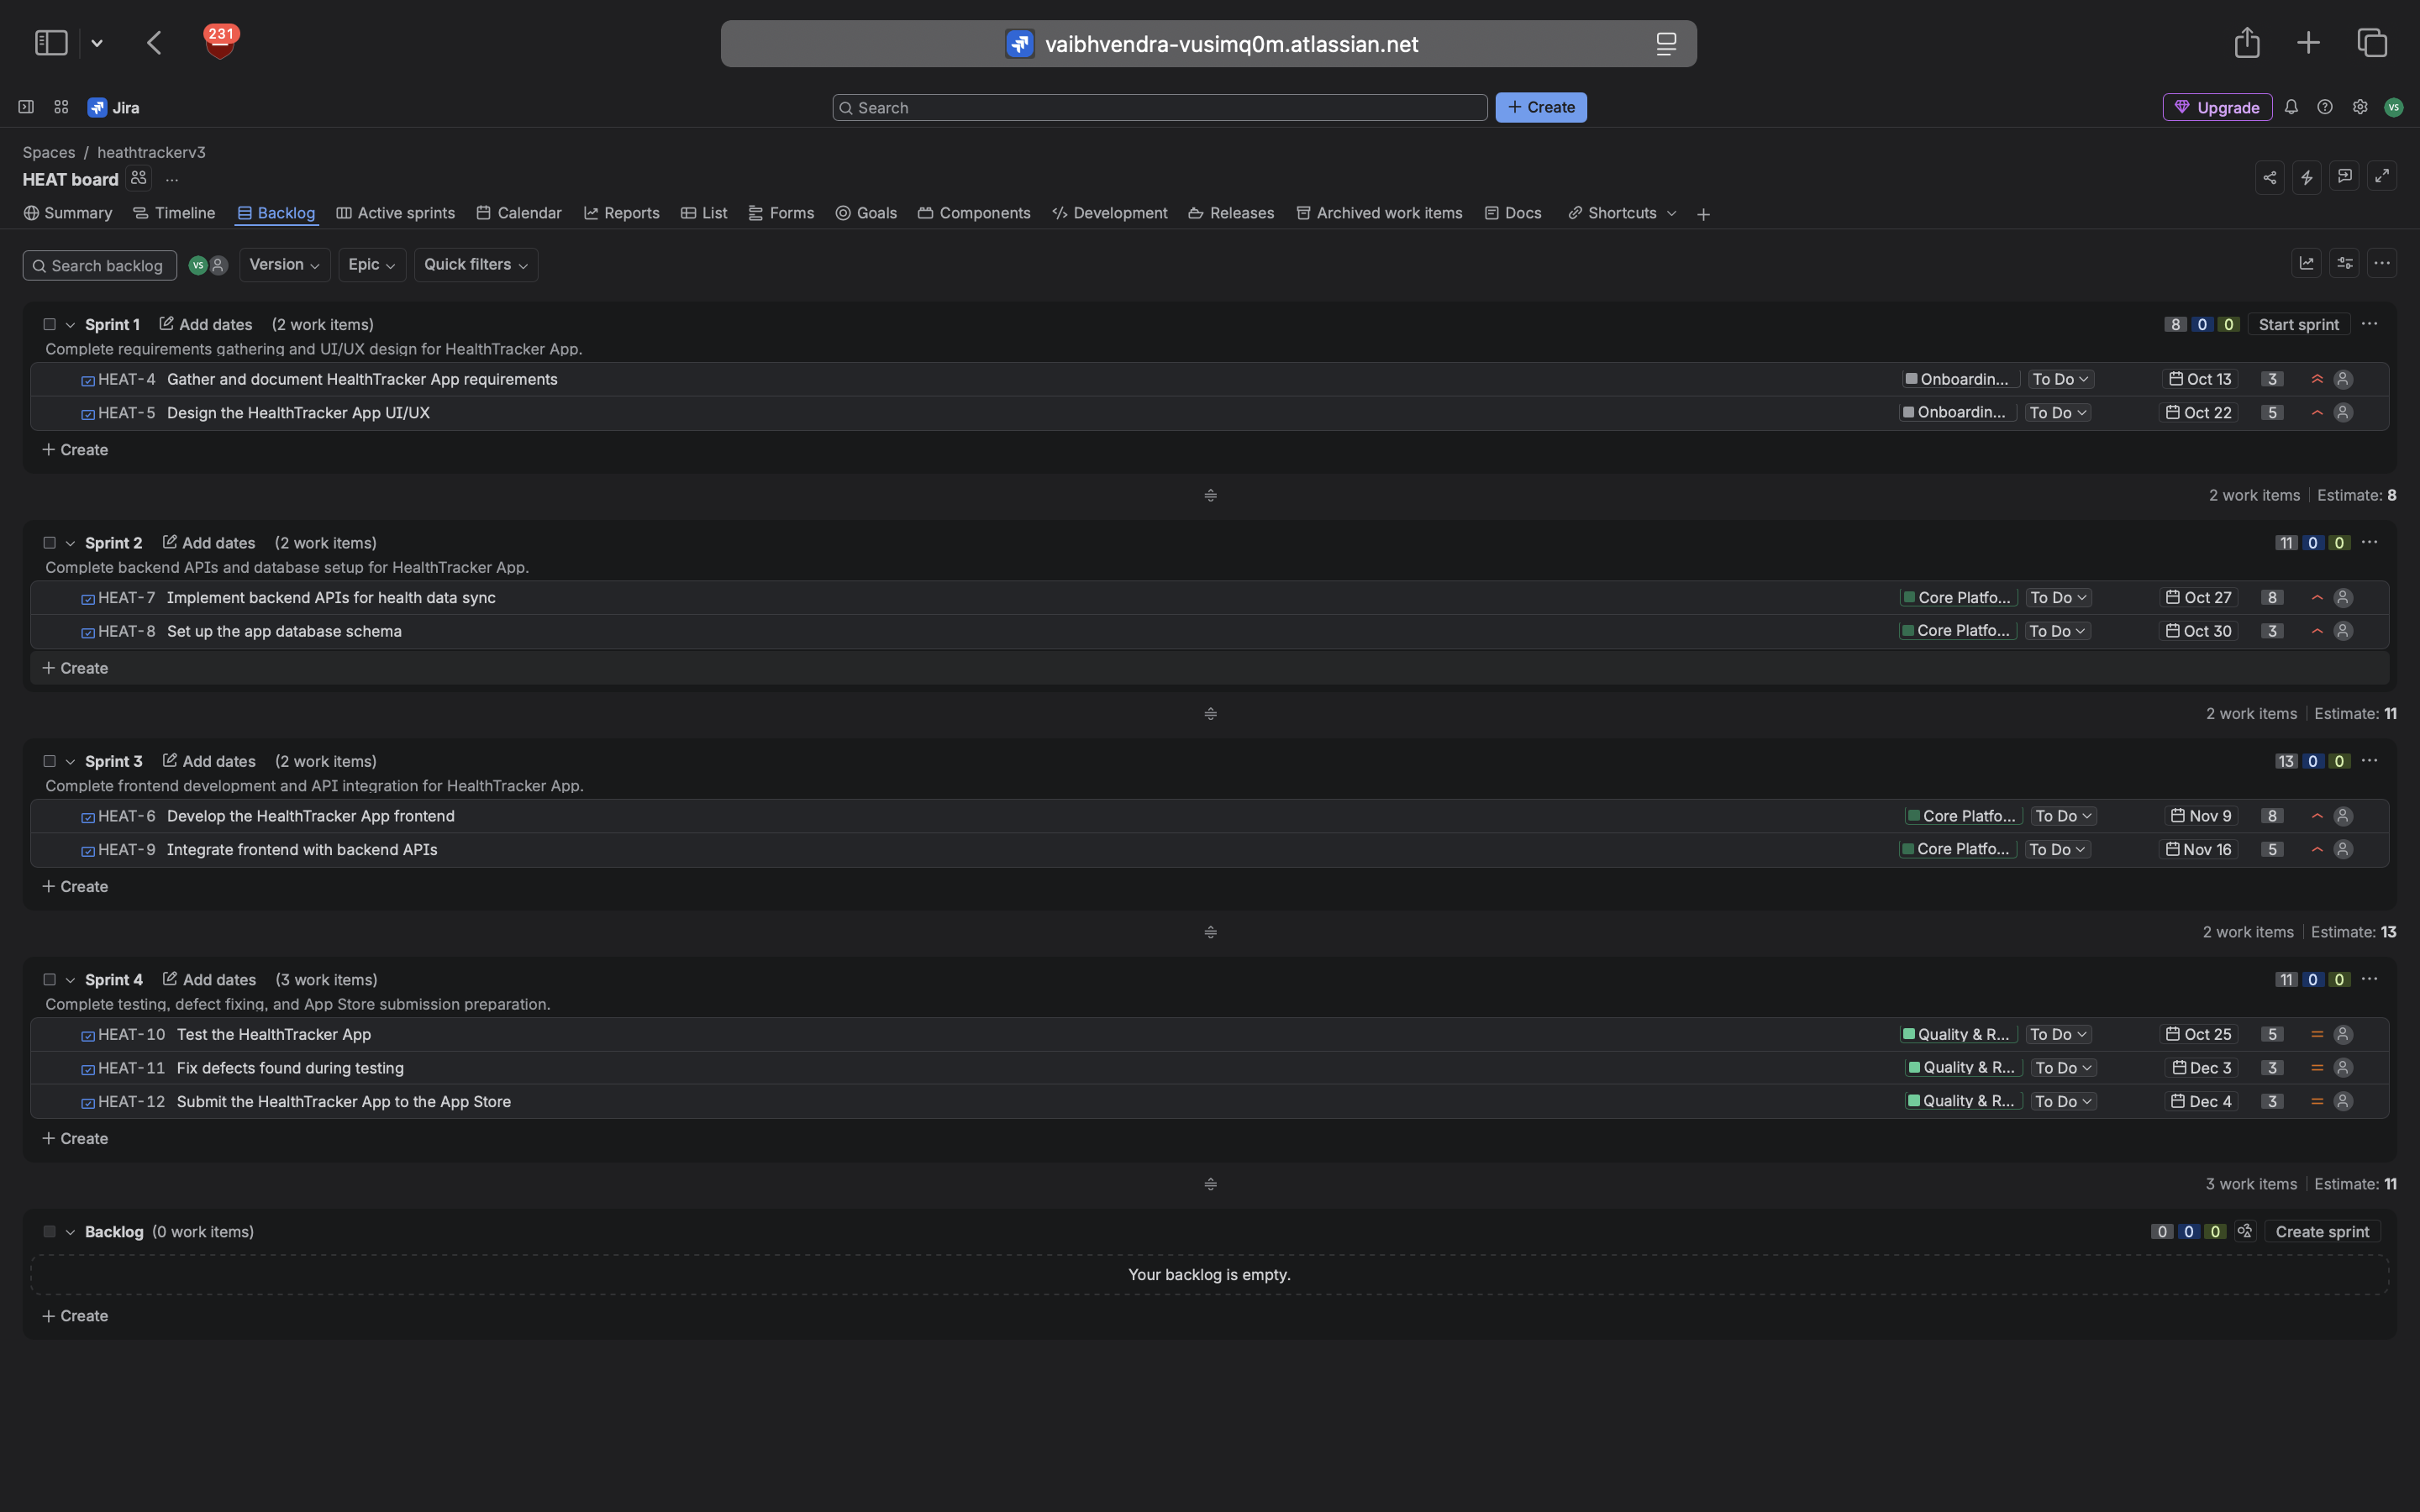 231
vaibhvendra-vusimq0m.atlassian.net
Jira
Search
+ Create
Upgrade
VS
Spaces / heathtrackerv3
HEAT board
Summary Timeline Backlog Active sprints Calendar Reports List Forms Goals Components Development Releases Archived work items Docs Shortcuts
Search backlog VS Version Epic Quick filters
Sprint 1 Add dates (2 work items) 8 0 0 Start sprint
Complete requirements gathering and UI/UX design for HealthTracker App.
HEAT-4 Gather and document HealthTracker App requirements Onboardin... To Do Oct 13 3
HEAT-5 Design the HealthTracker App UI/UX Onboardin... To Do Oct 22 5
+ Create
2 work items Estimate: 8
Sprint 2 Add dates (2 work items) 11 0 0
Complete backend APIs and database setup for HealthTracker App.
HEAT-7 Implement backend APIs for health data sync Core Platfo... To Do Oct 27 8
HEAT-8 Set up the app database schema Core Platfo... To Do Oct 30 3
+ Create
2 work items Estimate: 11
Sprint 3 Add dates (2 work items) 13 0 0
Complete frontend development and API integration for HealthTracker App.
HEAT-6 Develop the HealthTracker App frontend Core Platfo... To Do Nov 9 8
HEAT-9 Integrate frontend with backend APIs Core Platfo... To Do Nov 16 5
+ Create
2 work items Estimate: 13
Sprint 4 Add dates (3 work items) 11 0 0
Complete testing, defect fixing, and App Store submission preparation.
HEAT-10 Test the HealthTracker App Quality & R... To Do Oct 25 5
HEAT-11 Fix defects found during testing Quality & R... To Do Dec 3 3
HEAT-12 Submit the HealthTracker App to the App Store Quality & R... To Do Dec 4 3
+ Create
3 work items Estimate: 11
Backlog (0 work items) 0 0 0 Create sprint
Your backlog is empty.
+ Create